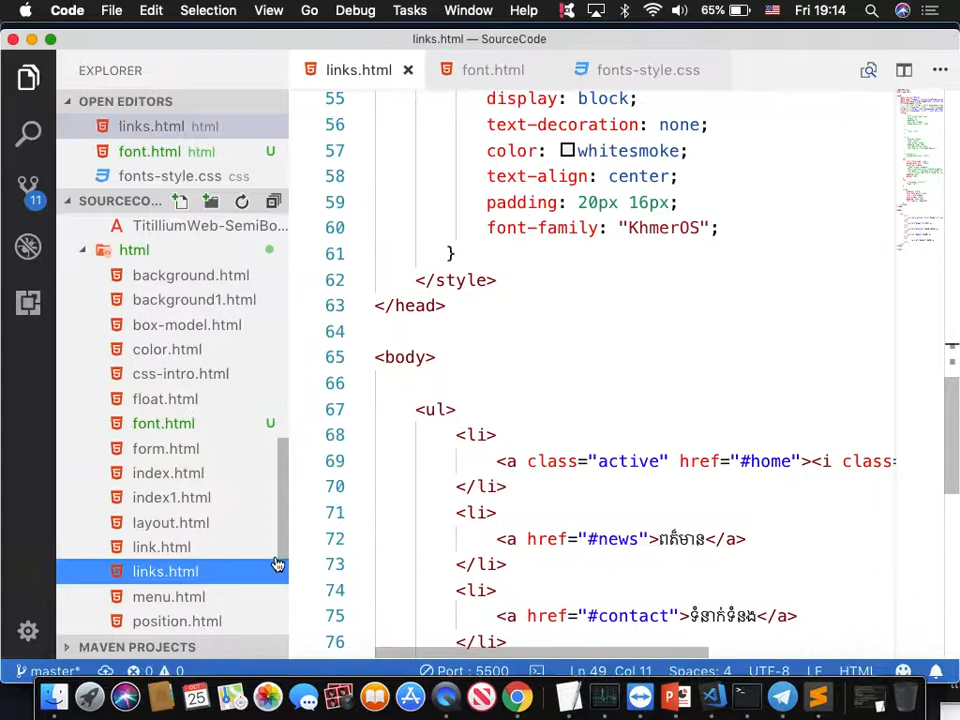 Code File Edit Selection View Go Debug Tasks Window Help 65% Fri 19:14
links.html — SourceCode
EXPLORER
links.html
font.html
fonts-style.css
OPEN EDITORS
links.html html
font.html html U
fonts-style.css css
SOURCECO...
TitilliumWeb-SemiBo...
html
background.html
background1.html
box-model.html
color.html
css-intro.html
float.html
font.html U
form.html
index.html
index1.html
layout.html
link.html
links.html
menu.html
position.html
MAVEN PROJECTS
11
55 display: block;
56 text-decoration: none;
57 color: whitesmoke;
58 text-align: center;
59 padding: 20px 16px;
60 font-family: "KhmerOS";
61 }
62 </style>
63 </head>
64
65 <body>
66
67 <ul>
68 <li>
69 <a class="active" href="#home"><i class=
70 </li>
71 <li>
72 <a href="#news">ពត៌មាន</a>
73 </li>
74 <li>
75 <a href="#contact">ទំនាក់ទំនង</a>
76 </li>
master* 0 0 Port : 5500 Ln 49, Col 11 Spaces: 4 UTF-8 LF HTML